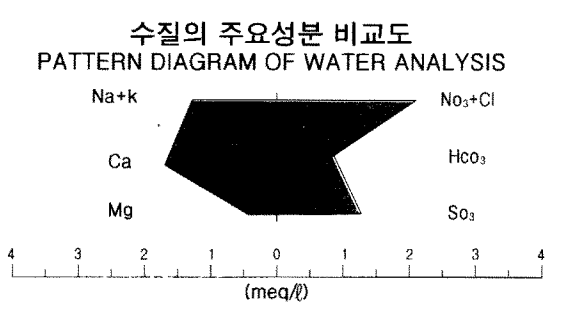 수질의 주요성분 비교도
PATTERN DIAGRAM OF WATER ANALYSIS
Na+k No₃+Cl
Ca Hco₃
Mg So₃
4 3 2 1 0 1 2 3 4
(meq/ℓ)